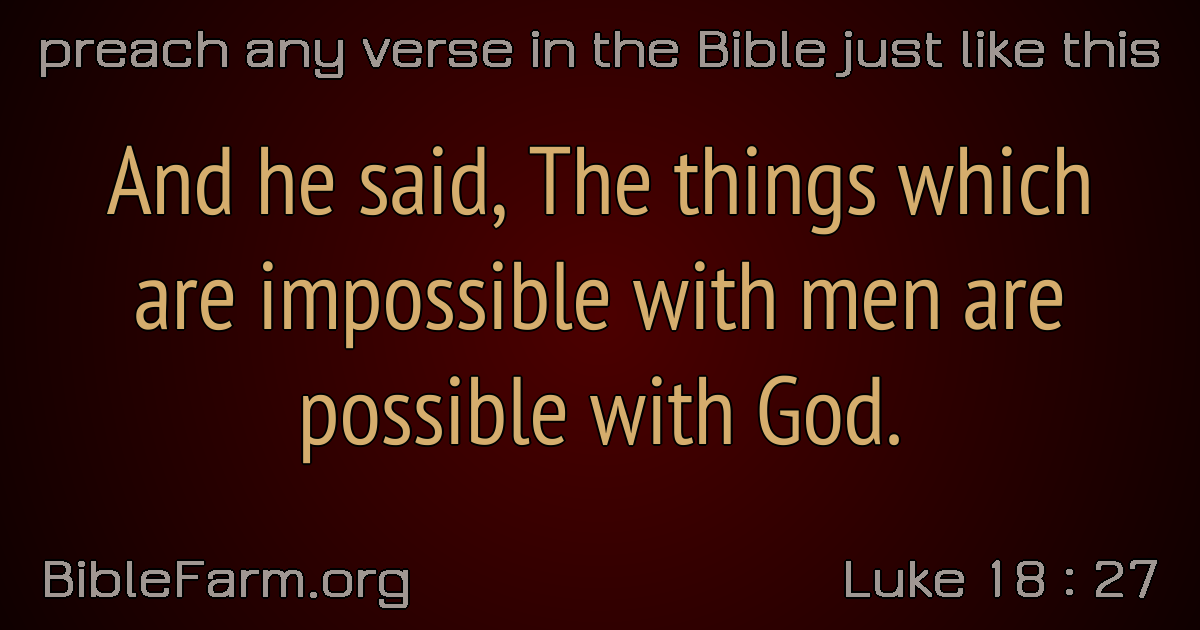 preach any verse in the Bible just like this
And he said, The things which
are impossible with men are
possible with God.
BibleFarm.org
Luke 18 : 27